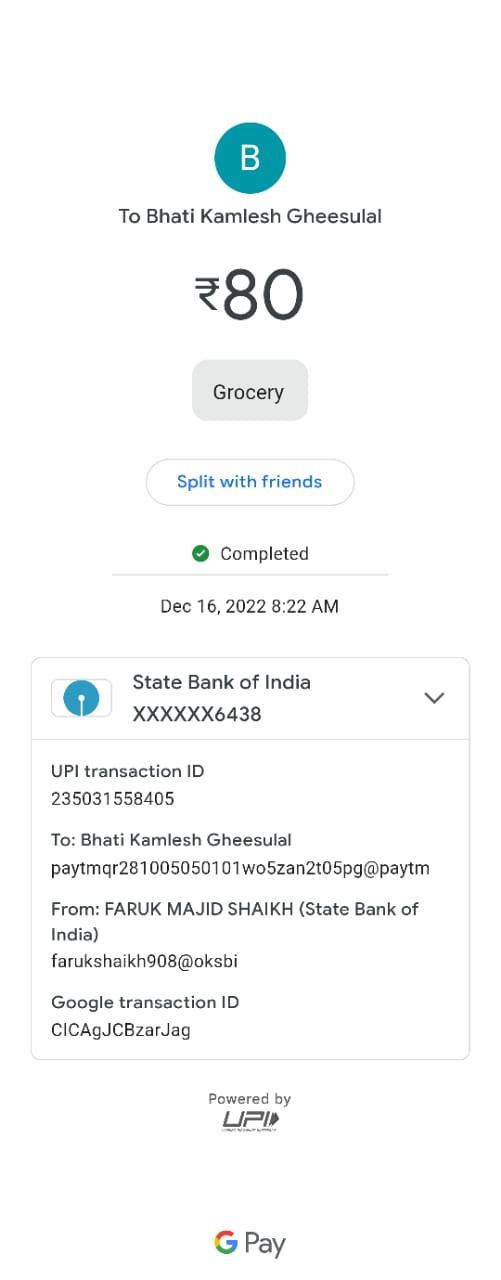 B
To Bhati Kamlesh Gheesulal
₹80
Grocery
Split with friends
Completed
Dec 16, 2022 8:22 AM
State Bank of India
XXXXXX6438
UPI transaction ID
235031558405
To: Bhati Kamlesh Gheesulal
paytmqr281005050101wo5zan2t05pg@paytm
From: FARUK MAJID SHAIKH (State Bank of
India)
farukshaikh908@oksbi
Google transaction ID
CICAgJCBzarJag
Powered by
UPI
G Pay